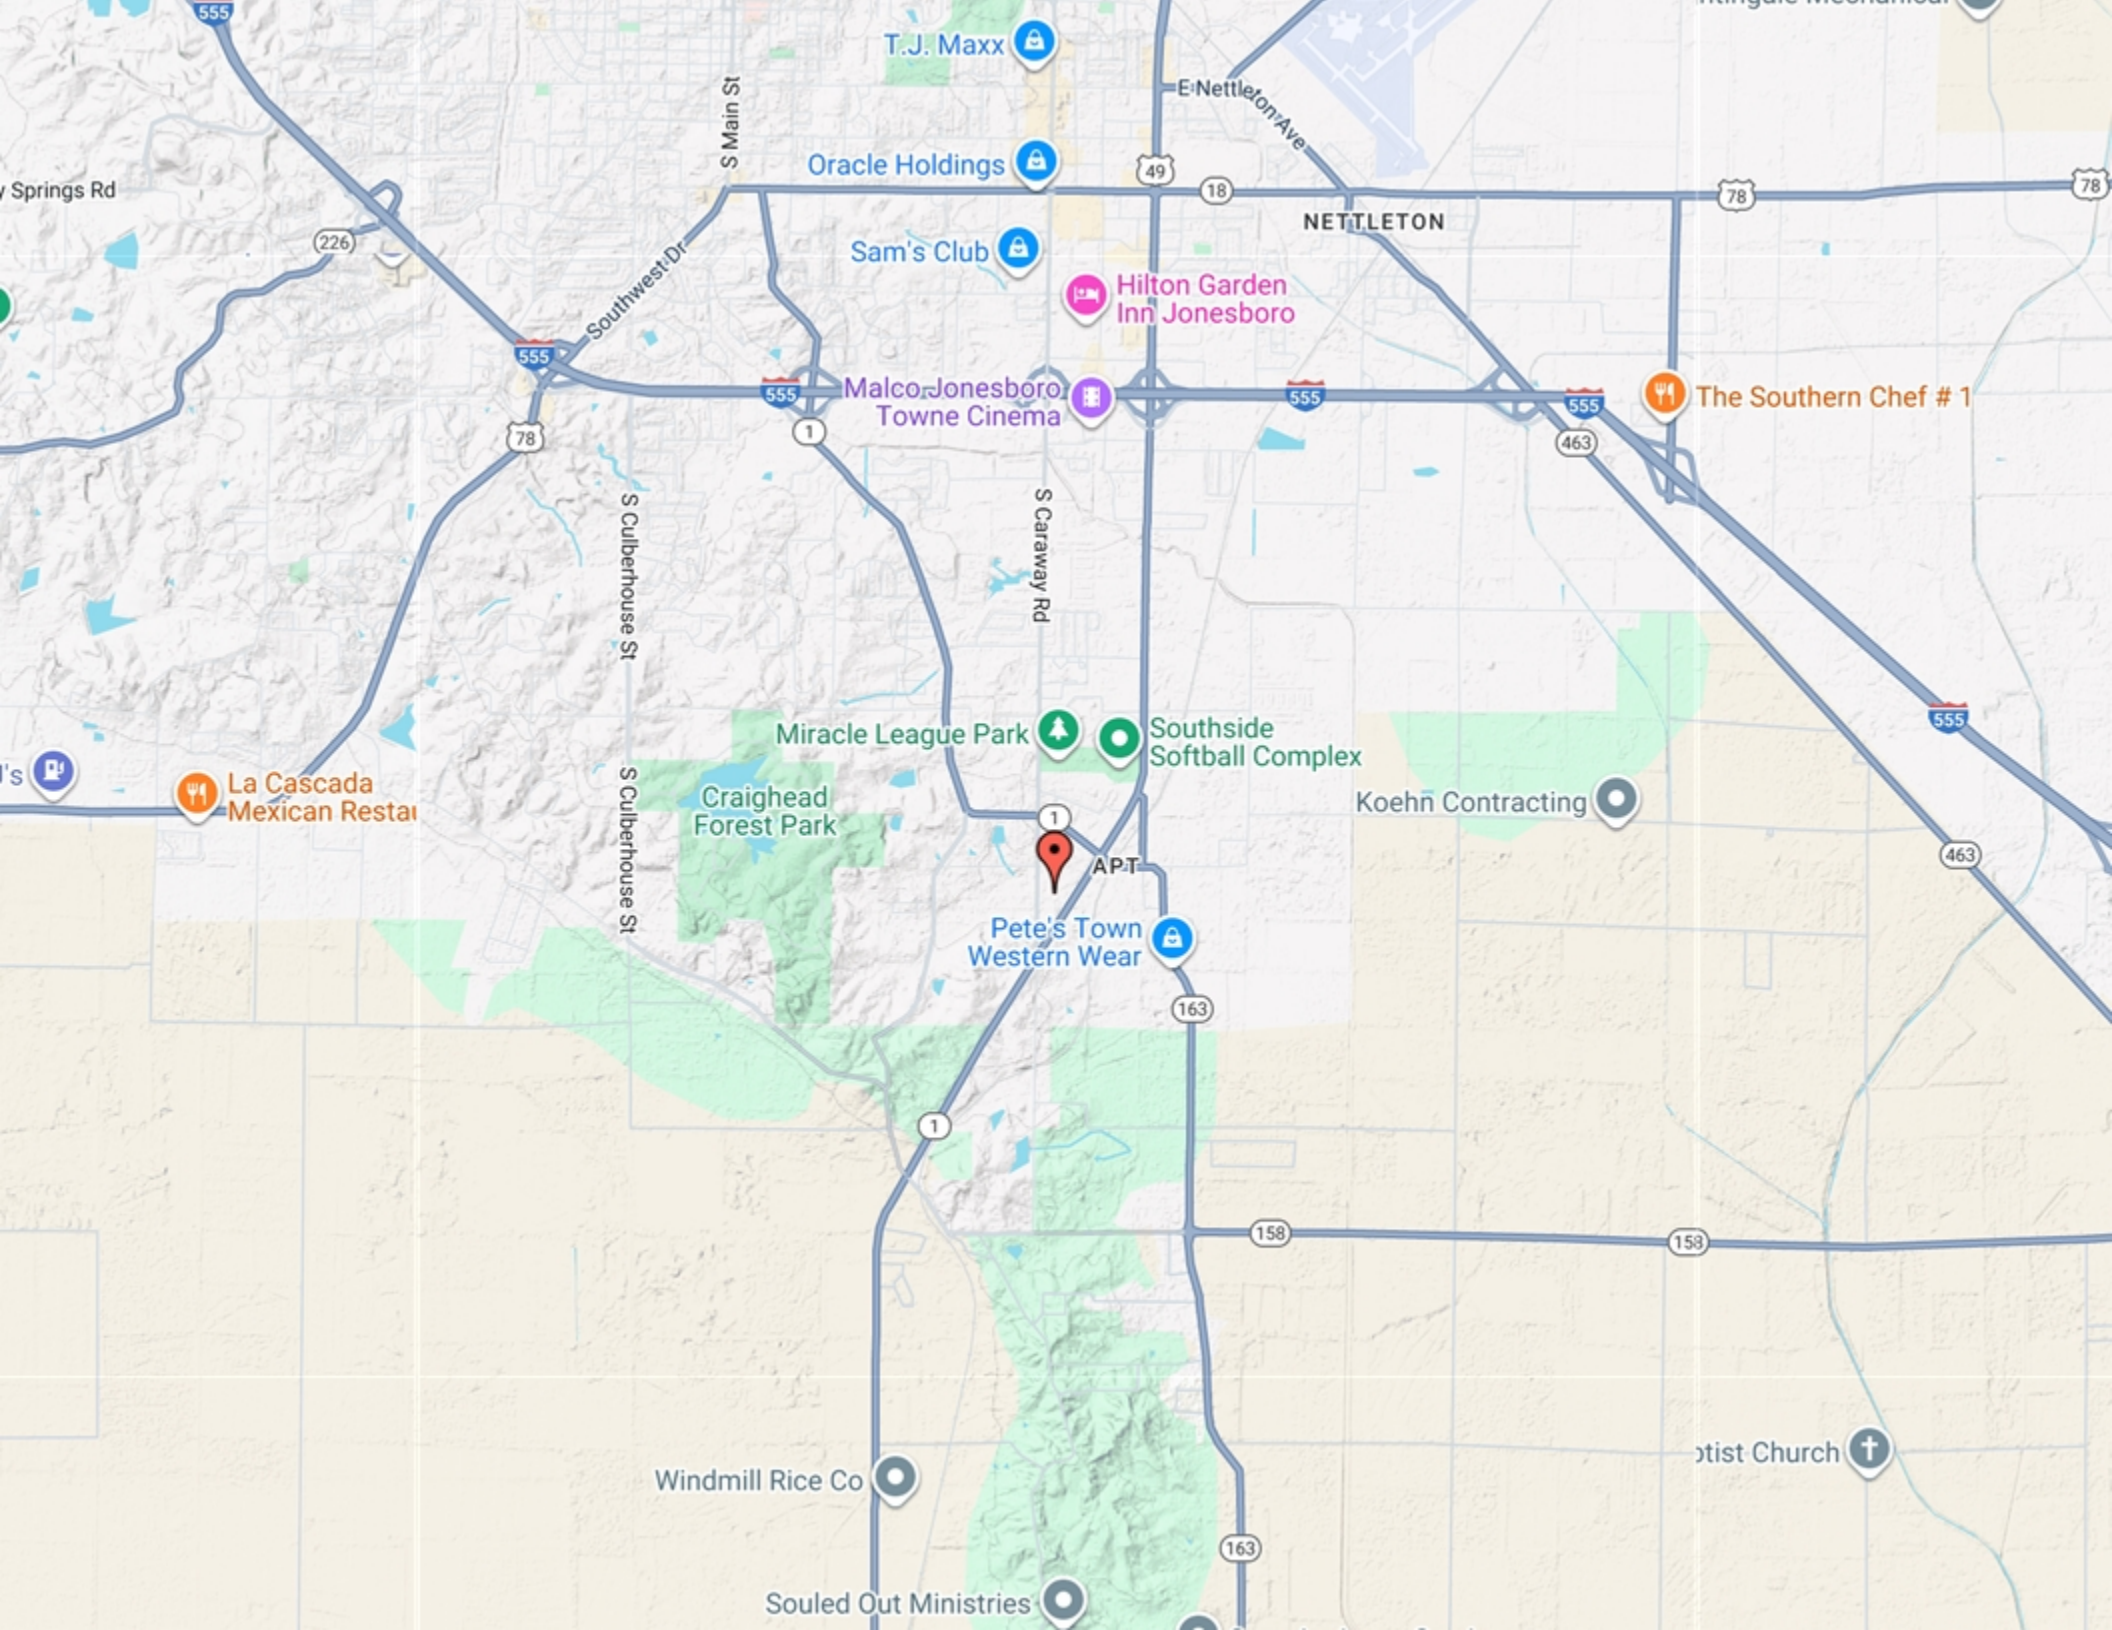 555
T.J. Maxx
S Main St
E Nettleton Ave
Oracle Holdings
49
18
78
78
y Springs Rd
NETTLETON
226
Southwest Dr
Sam's Club
Hilton Garden
Inn Jonesboro
555
555
Malco Jonesboro
Towne Cinema
555
555
The Southern Chef # 1
78
1
463
S Culberhouse St
S Caraway Rd
555
Miracle League Park
Southside
Softball Complex
's
La Cascada
Mexican Restau
S Culberhouse St
Craighead
Forest Park
Koehn Contracting
1
APT
463
Pete's Town
Western Wear
163
1
158
158
Windmill Rice Co
ptist Church
163
Souled Out Ministries